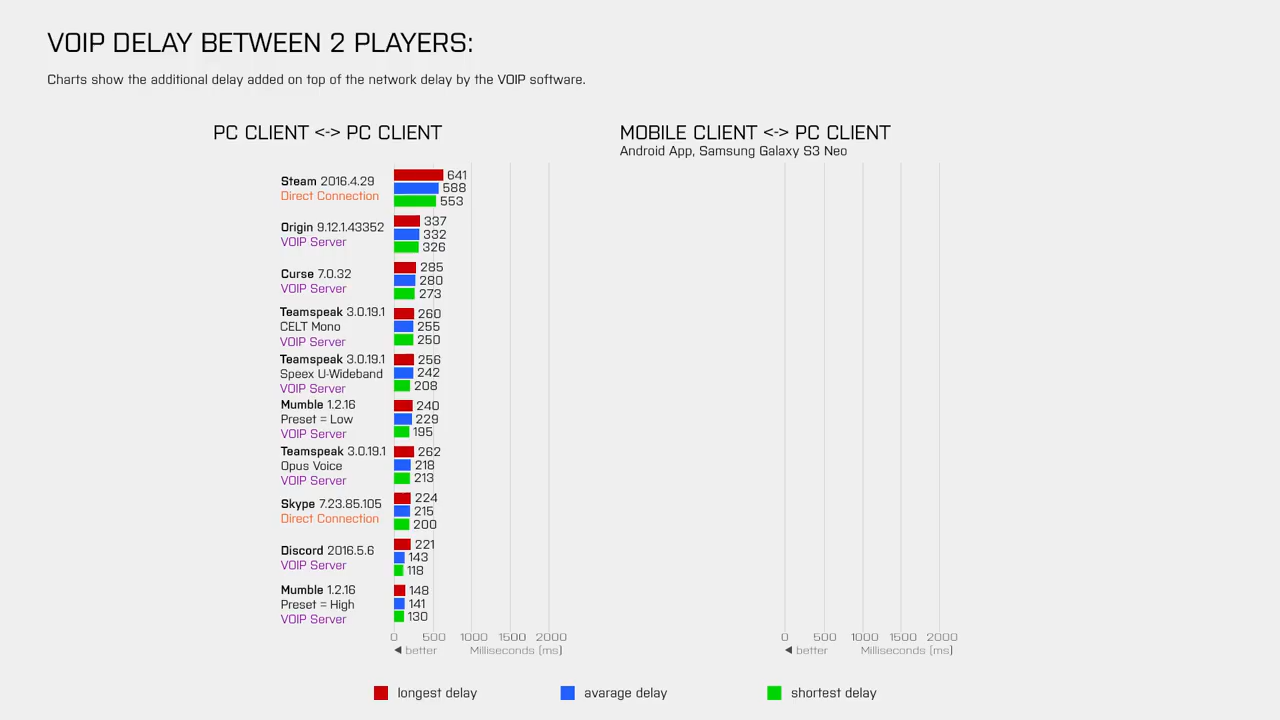 VOIP DELAY BETWEEN 2 PLAYERS:
Charts show the additional delay added on top of the network delay by the VOIP software.
PC CLIENT <-> PC CLIENT
Steam 2016.4.29
Direct Connection
641
588
553
Origin 9.12.1.43352
VOIP Server
337
332
326
Curse 7.0.32
VOIP Server
285
280
273
Teamspeak 3.0.19.1
CELT Mono
VOIP Server
260
255
250
Teamspeak 3.0.19.1
Speex U-Wideband
VOIP Server
256
242
208
Mumble 1.2.16
Preset = Low
VOIP Server
240
229
195
Teamspeak 3.0.19.1
Opus Voice
VOIP Server
262
218
213
Skype 7.23.85.105
Direct Connection
224
215
200
Discord 2016.5.6
VOIP Server
221
143
118
Mumble 1.2.16
Preset = High
VOIP Server
148
141
130
0 500 1000 1500 2000
better Milliseconds (ms)
MOBILE CLIENT <-> PC CLIENT
Android App, Samsung Galaxy S3 Neo
0 500 1000 1500 2000
better Milliseconds (ms)
longest delay avarage delay shortest delay